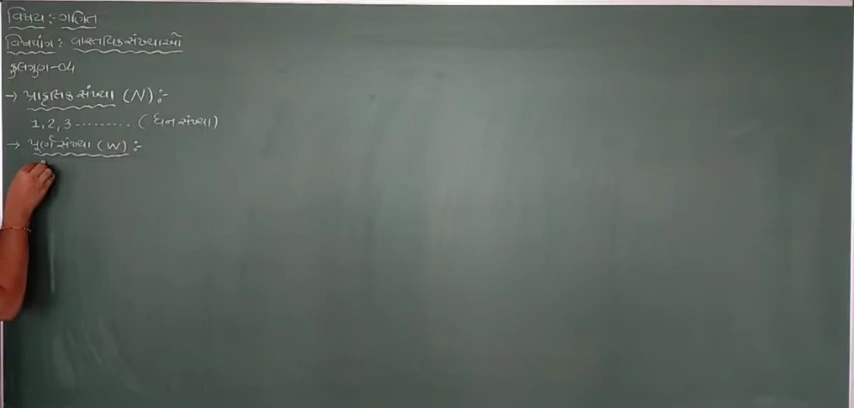 વિષય : ગણિત
વિષયાંગ : વાસ્તવિક સંખ્યાઓ
કુલગુણ-04
→ પ્રાકૃતિક સંખ્યા (N) :-
1, 2, 3 ......... ( ધન સંખ્યા)
→ પૂર્ણ સંખ્યા (W) :-